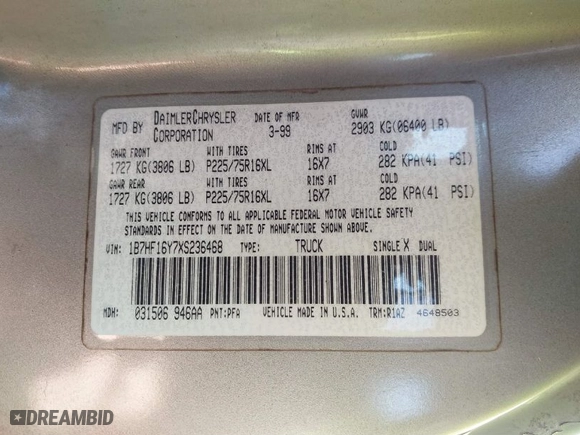 MFD BY DAIMLERCHRYSLER CORPORATION DATE OF MFR 3-99 GVWR 2903 KG(06400 LB)
GAWR FRONT RIMS AT COLD
1727 KG(3806 LB) P225/75R16XL 16X7 282 KPA(41 PSI)
GAWR REAR RIMS AT COLD
1727 KG(3806 LB) P225/75R16XL 16X7 282 KPA(41 PSI)
THIS VEHICLE CONFORMS TO ALL APPLICABLE FEDERAL MOTOR VEHICLE SAFETY
STANDARDS IN EFFECT ON THE DATE OF MANUFACTURE SHOWN ABOVE.
VIN: 1B7HF16Y7XS236468 TYPE: TRUCK SINGLE X DUAL
MDH: 031506 946AA PNT:PFA VEHICLE MADE IN U.S.A. TRM:R1AZ 4648503
DREAMBID